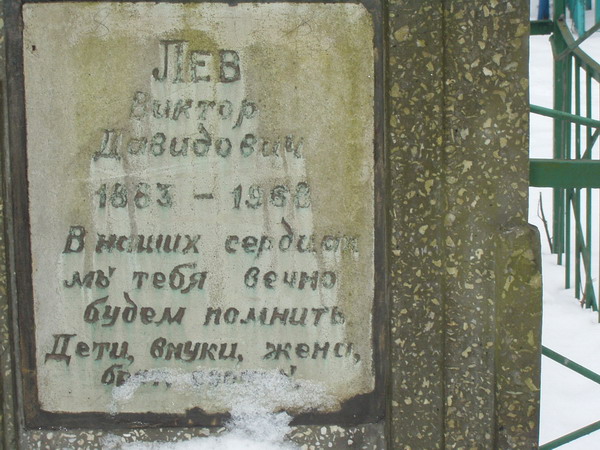 Лев
Виктор
Давидович
1883 – 1968
В наших сердцах
мы тебя вечно
будем помнить
Дети, внуки, жена,